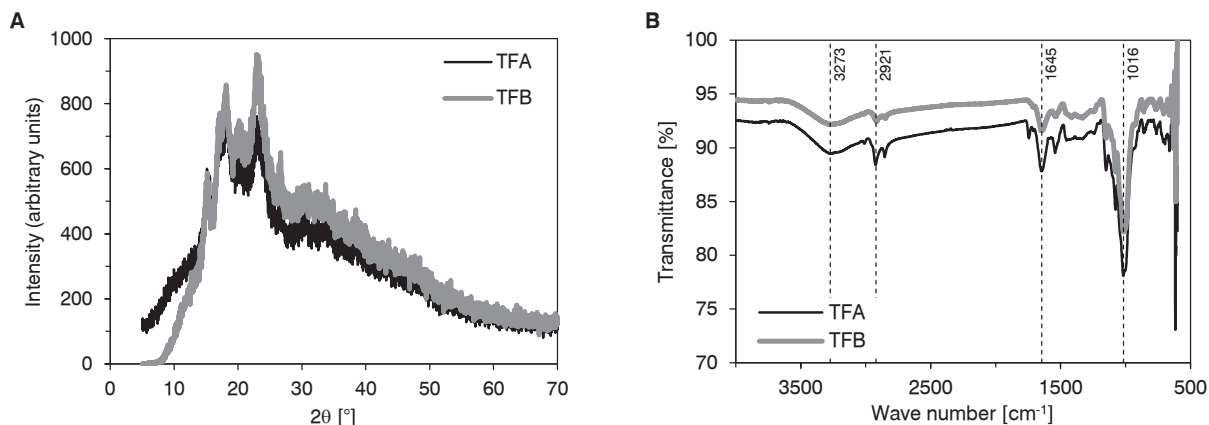 A
Intensity (arbitrary units)
1000
800
600
400
200
0
0 10 20 30 40 50 60 70
2θ [°]
TFA
TFB
B
Transmittance [%]
100
95
90
85
80
75
70
3500 2500 1500 500
Wave number [cm-1]
3273
2921
1645
1016
TFA
TFB